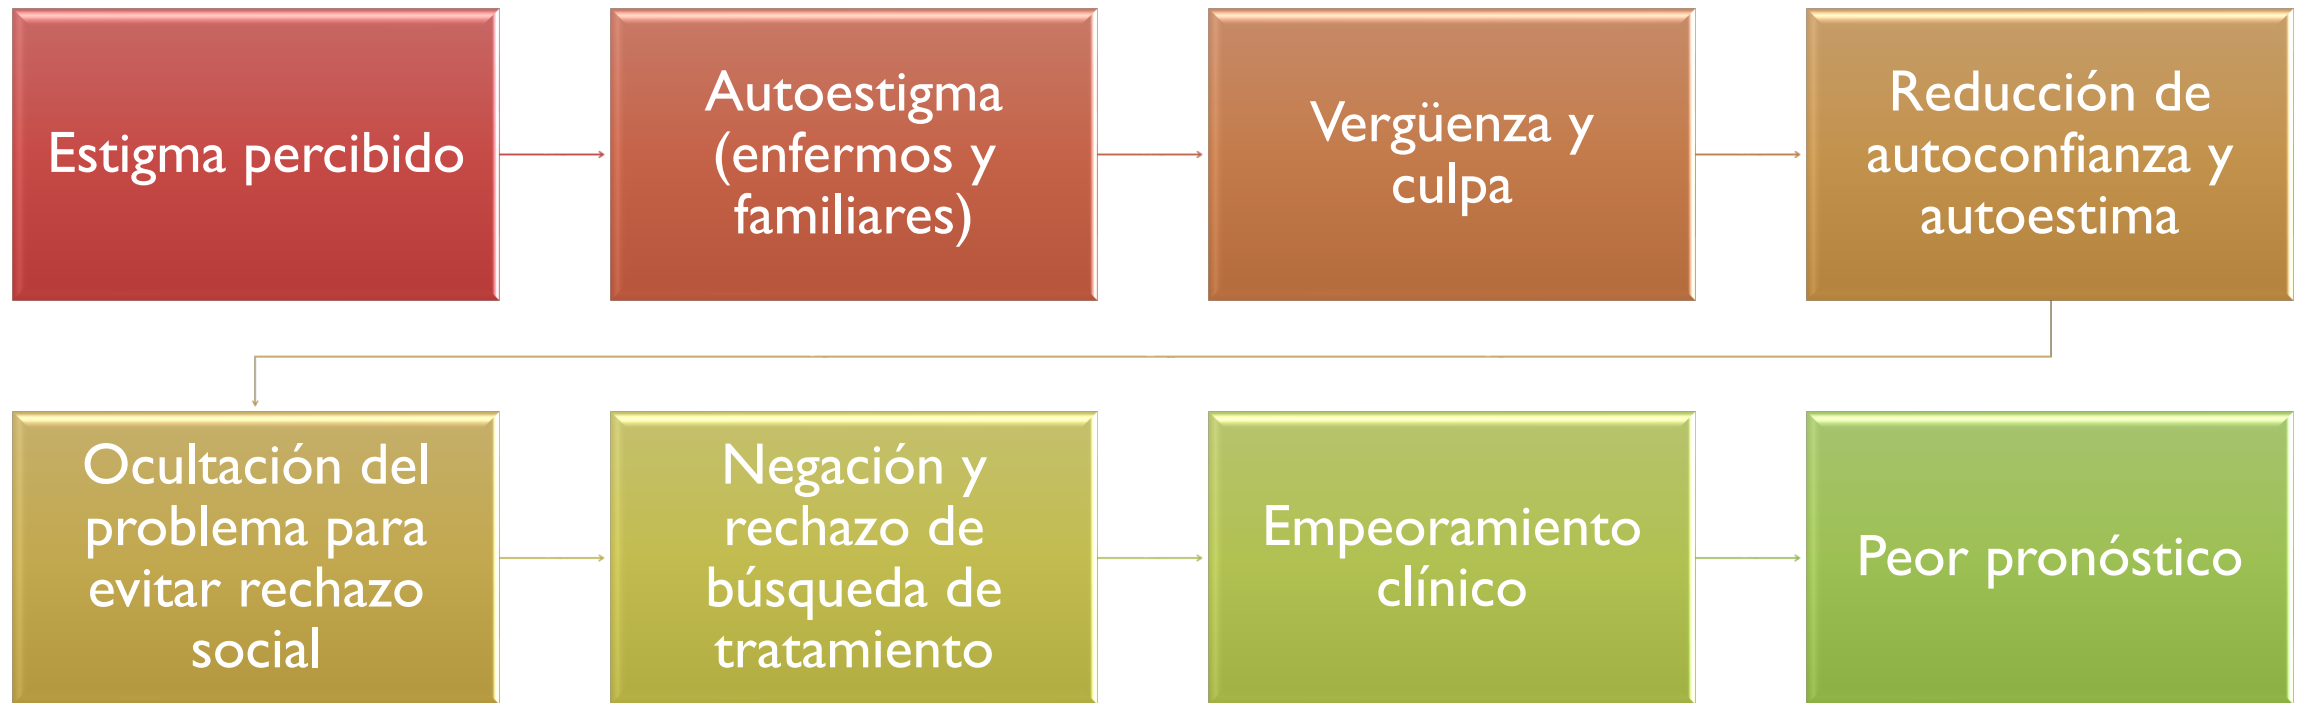 Estigma percibido
Autoestigma
(enfermos y
familiares)
Vergüenza y
culpa
Reducción de
autoconfianza y
autoestima
Ocultación del
problema para
evitar rechazo
social
Negación y
rechazo de
búsqueda de
tratamiento
Empeoramiento
clínico
Peor pronóstico